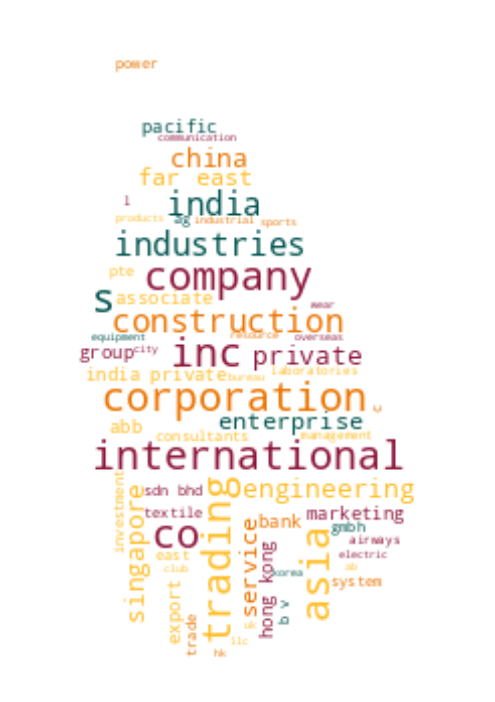 power
pacific
communication
china
far east
l
india
products ag industrial sports
industries
pte company
s associate wear
construction
equipment resource overseas
group city inc private
india private bureau laboratories
corporation u
abb enterprise
consultants management
international
investment singapore sdn bhd trading engineering
textile co service bank asia marketing
gmbh
airways
east hong kong electric
club korea ab
export b v system
trade uk
llc
hk